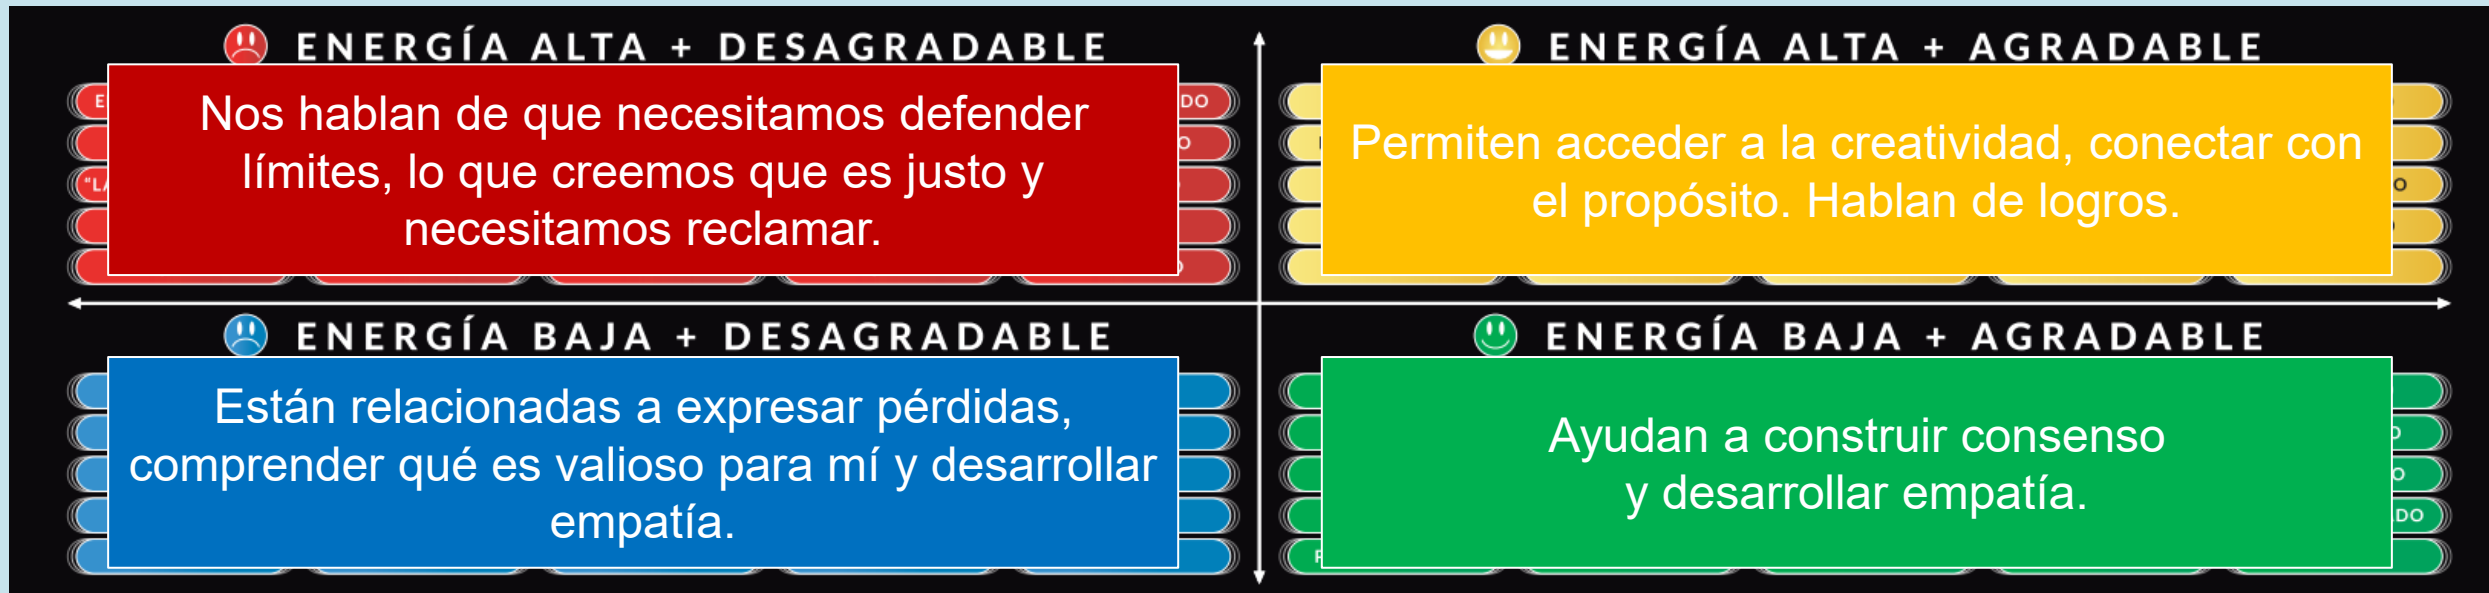 ENERGÍA ALTA + DESAGRADABLE
Nos hablan de que necesitamos defender
límites, lo que creemos que es justo y
necesitamos reclamar.
ENERGÍA ALTA + AGRADABLE
Permiten acceder a la creatividad, conectar con
el propósito. Hablan de logros.
ENERGÍA BAJA + DESAGRADABLE
Están relacionadas a expresar pérdidas,
comprender qué es valioso para mí y desarrollar
empatía.
ENERGÍA BAJA + AGRADABLE
Ayudan a construir consenso
y desarrollar empatía.